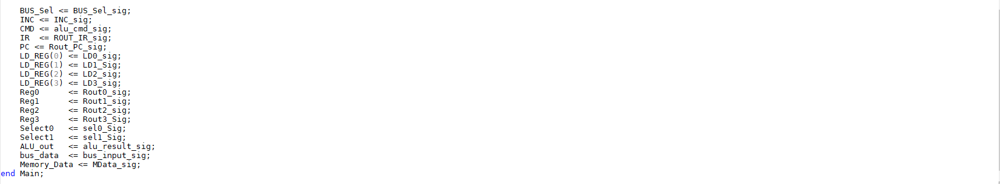 BUS_Sel <= BUS_Sel_sig;
INC <= INC_sig;
CMD <= alu_cmd_sig;
IR  <= ROUT_IR_sig;
PC <= Rout_PC_sig;
LD_REG(0) <= LD0_sig;
LD_REG(1) <= LD1_Sig;
LD_REG(2) <= LD2_sig;
LD_REG(3) <= LD3_sig;
Reg0      <= Rout0_sig;
Reg1      <= Rout1_sig;
Reg2      <= Rout2_sig;
Reg3      <= Rout3_Sig;
Select0   <= sel0_Sig;
Select1   <= sel1_Sig;
ALU_out   <= alu_result_sig;
bus_data  <= bus_input_sig;
Memory_Data <= MData_sig;
end Main;